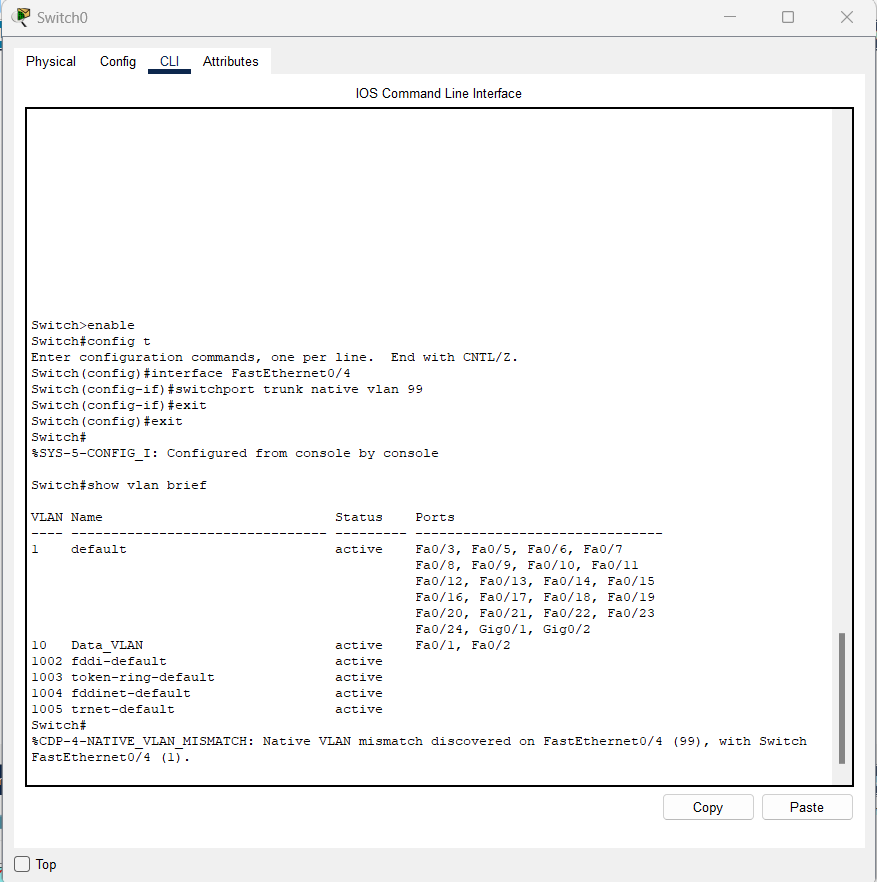 Switch0
Physical Config CLI Attributes
IOS Command Line Interface
Switch>enable
Switch#config t
Enter configuration commands, one per line.  End with CNTL/Z.
Switch(config)#interface FastEthernet0/4
Switch(config-if)#switchport trunk native vlan 99
Switch(config-if)#exit
Switch(config)#exit
Switch#
%SYS-5-CONFIG_I: Configured from console by console
Switch#show vlan brief
VLAN Name                             Status    Ports
---- -------------------------------- --------- -------------------------------
1    default                          active    Fa0/3, Fa0/5, Fa0/6, Fa0/7
                                                Fa0/8, Fa0/9, Fa0/10, Fa0/11
                                                Fa0/12, Fa0/13, Fa0/14, Fa0/15
                                                Fa0/16, Fa0/17, Fa0/18, Fa0/19
                                                Fa0/20, Fa0/21, Fa0/22, Fa0/23
                                                Fa0/24, Gig0/1, Gig0/2
10   Data_VLAN                        active    Fa0/1, Fa0/2
1002 fddi-default                     active
1003 token-ring-default               active
1004 fddinet-default                  active
1005 trnet-default                    active
Switch#
%CDP-4-NATIVE_VLAN_MISMATCH: Native VLAN mismatch discovered on FastEthernet0/4 (99), with Switch
FastEthernet0/4 (1).
Copy Paste
Top